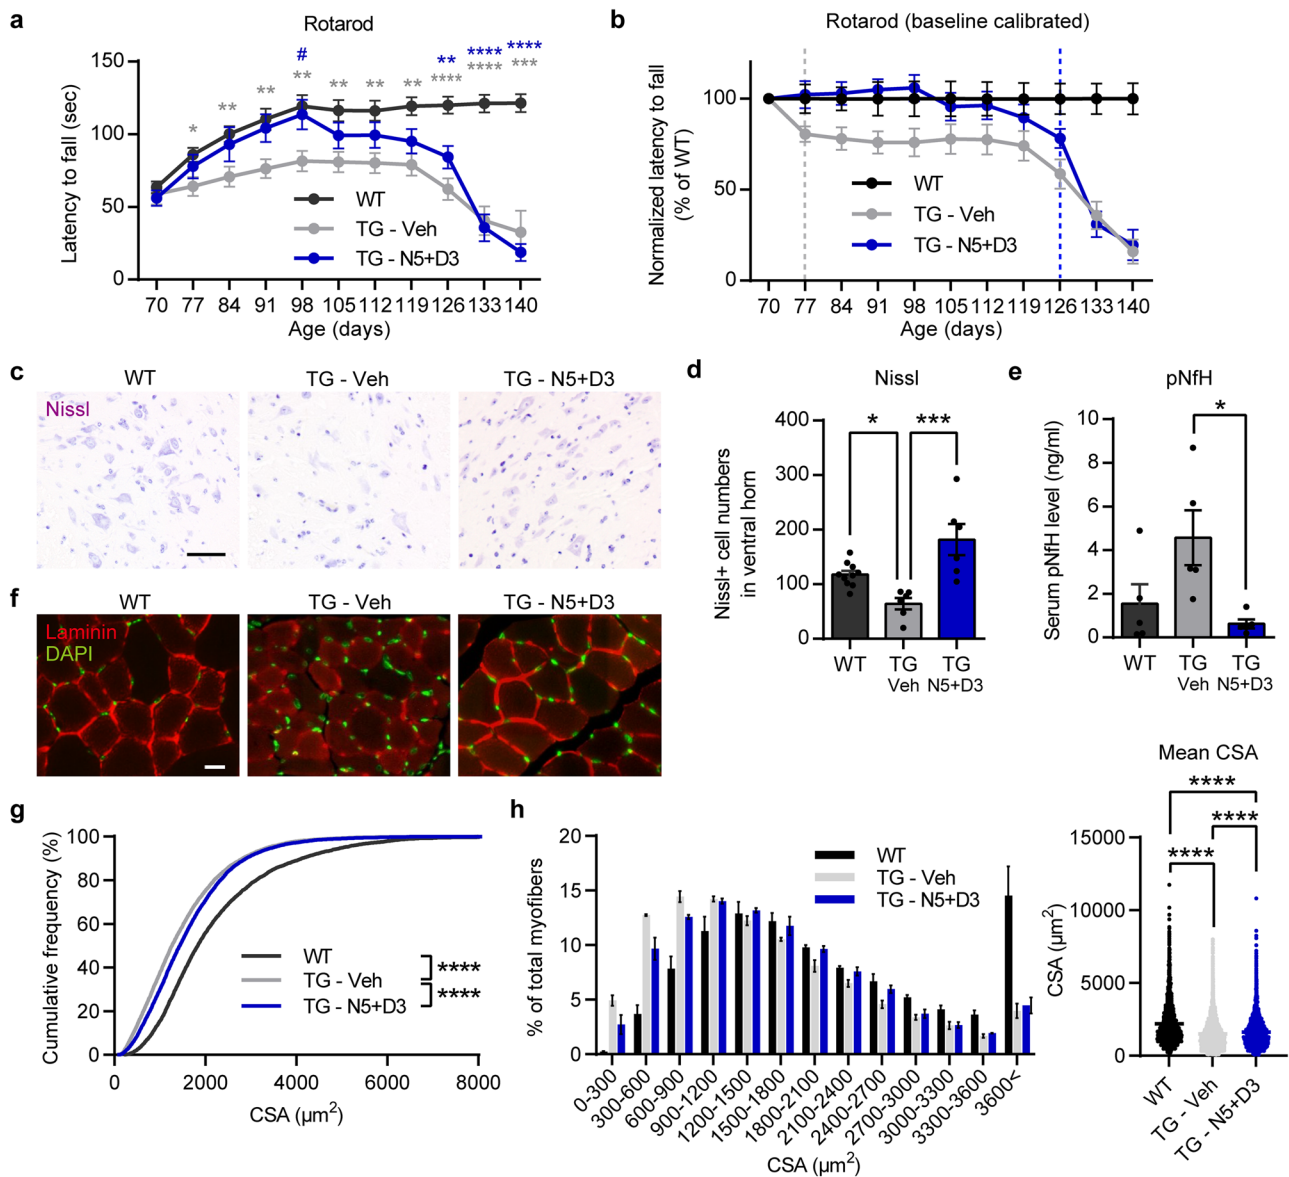 a
Rotarod
Latency to fall (sec)
150
100
50
0
#
**
****
****
*
**
**
**
**
**
**
****
****
***
WT
TG - Veh
TG - N5+D3
70 77 84 91 98 105 112 119 126 133 140
Age (days)
b
Rotarod (baseline calibrated)
Normalized latency to fall
(% of WT)
100
50
0
WT
TG - Veh
TG - N5+D3
70 77 84 91 98 105 112 119 126 133 140
Age (days)
c
WT
TG - Veh
TG - N5+D3
Nissl
d
Nissl
Nissl+ cell numbers
in ventral horn
400
300
200
100
0
*
***
WT
TG
Veh
TG
N5+D3
e
pNfH
Serum pNfH level (ng/ml)
10
8
6
4
2
0
*
WT
TG
Veh
TG
N5+D3
f
WT
TG - Veh
TG - N5+D3
Laminin
DAPI
g
Cumulative frequency (%)
100
80
60
40
20
0
WT
TG - Veh
TG - N5+D3
****
****
0 2000 4000 6000 8000
CSA (µm²)
h
% of total myofibers
20
15
10
5
0
WT
TG - Veh
TG - N5+D3
0-300
300-600
600-900
900-1200
1200-1500
1500-1800
1800-2100
2100-2400
2400-2700
2700-3000
3000-3300
3300-3600
3600<
CSA (µm²)
Mean CSA
****
****
****
CSA (µm²)
15000
10000
5000
0
WT
TG - Veh
TG - N5+D3